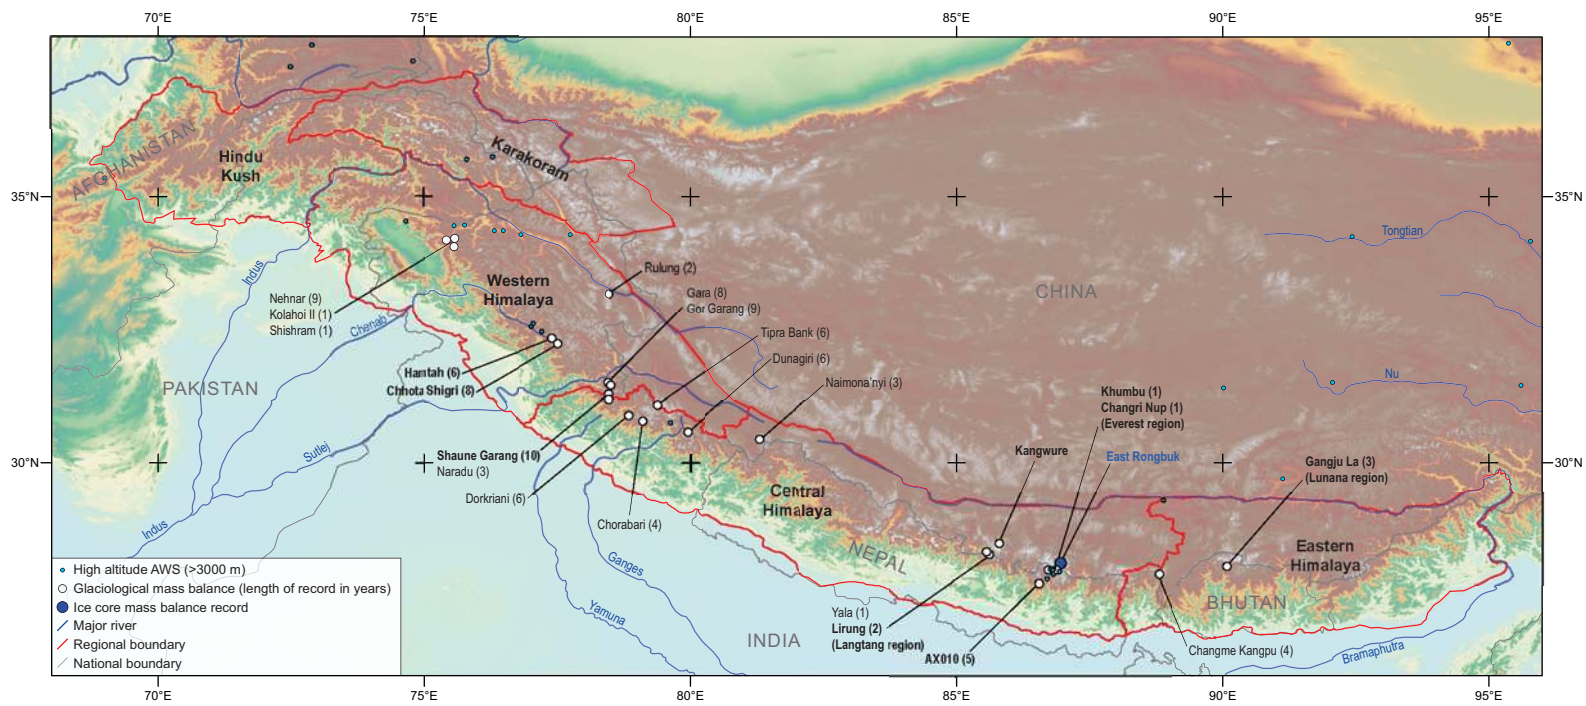 70°E
75°E
80°E
85°E
90°E
95°E
35°N
35°N
30°N
30°N
AFGHANISTAN
Hindu
Kush
Karakoram
Tongtian
Indus
Western
Himalaya
Rulung (2)
CHINA
Nehnar (9)
Kolahoi II (1)
Shishram (1)
Chenab
Gara (8)
Gor Garang (9)
Tipra Bank (6)
Dunagiri (6)
Naimona'nyi (3)
Nu
Hamtah (6)
Chhota Shigri (8)
PAKISTAN
Khumbu (1)
Changri Nup (1)
(Everest region)
Sutlej
Shaune Garang (10)
Naradu (3)
Kangwure
East Rongbuk
Gangju La (3)
(Lunana region)
Dorkriani (6)
Chorabari (4)
Central
Himalaya
Indus
Ganges
NEPAL
Eastern
Himalaya
Yamuna
BHUTAN
INDIA
Yala (1)
Lirung (2)
(Langtang region)
AX010 (5)
Changme Kangpu (4)
Bramaphutra
High altitude AWS (>3000 m)
Glaciological mass balance (length of record in years)
Ice core mass balance record
Major river
Regional boundary
National boundary
70°E
75°E
80°E
85°E
90°E
95°E